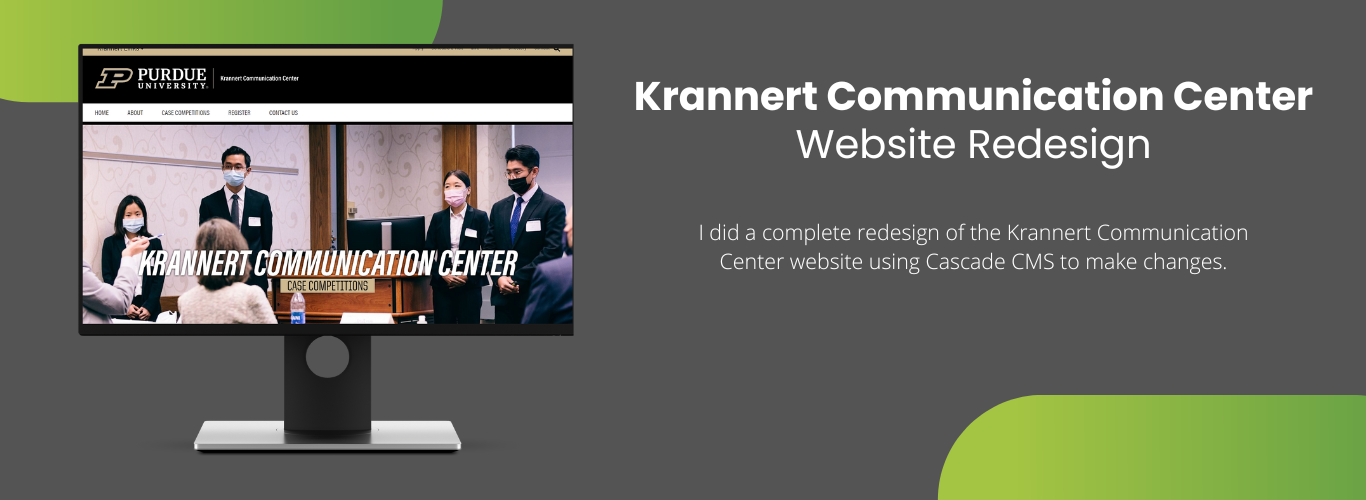 PURDUE
UNIVERSITY.
Krannert Communication Center
HOME ABOUT CASE COMPETITIONS REGISTER CONTACT US
KRANNERT COMMUNICATION CENTER
CASE COMPETITIONS
Krannert Communication Center
Website Redesign
I did a complete redesign of the Krannert Communication
Center website using Cascade CMS to make changes.